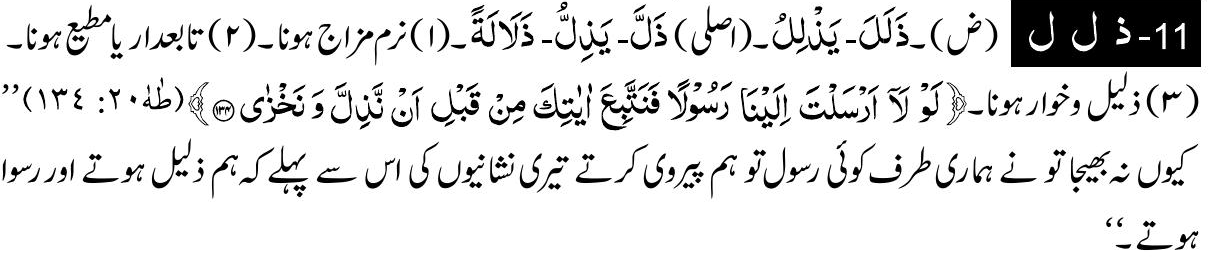 11- ذ ل ل (ض)۔ ذَلَلَ۔ یَذْلِلُ۔ (اصلی) ذَلَّ۔ یَذِلُّ۔ ذَلَالَةً۔ (۱) نرم مزاج ہونا۔ (۲) تابعدار یا مطیع ہونا۔
(۳) ذلیل و خوار ہونا۔ ﴿لَوْ لَآ اَرْسَلْتَ اِلَیْنَا رَسُوْلًا فَنَتَّبِعَ اٰیٰتِكَ مِنْ قَبْلِ اَنْ نَّذِلَّ وَ نَخْزٰی ﴿۱۳۴﴾﴾ (طٰهٰ ۲۰: ۱۳٤) ’’
کیوں نہ بھیجا تو نے ہماری طرف کوئی رسول تو ہم پیروی کرتے تیری نشانیوں کی اس سے پہلے کہ ہم ذلیل ہوتے اور رسوا
ہوتے۔‘‘